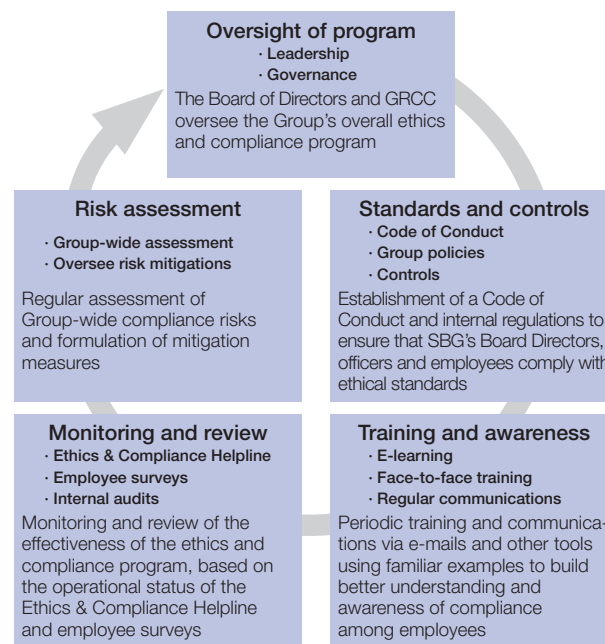 Oversight of program
· Leadership
· Governance
The Board of Directors and GRCC
oversee the Group's overall ethics
and compliance program
Risk assessment
· Group-wide assessment
· Oversee risk mitigations
Regular assessment of
Group-wide compliance risks
and formulation of mitigation
measures
Standards and controls
· Code of Conduct
· Group policies
· Controls
Establishment of a Code of
Conduct and internal regulations to
ensure that SBG's Board Directors,
officers and employees comply with
ethical standards
Monitoring and review
· Ethics & Compliance Helpline
· Employee surveys
· Internal audits
Monitoring and review of the
effectiveness of the ethics and
compliance program, based on
the operational status of the
Ethics & Compliance Helpline
and employee surveys
Training and awareness
· E-learning
· Face-to-face training
· Regular communications
Periodic training and communica-
tions via e-mails and other tools
using familiar examples to build
better understanding and
awareness of compliance
among employees